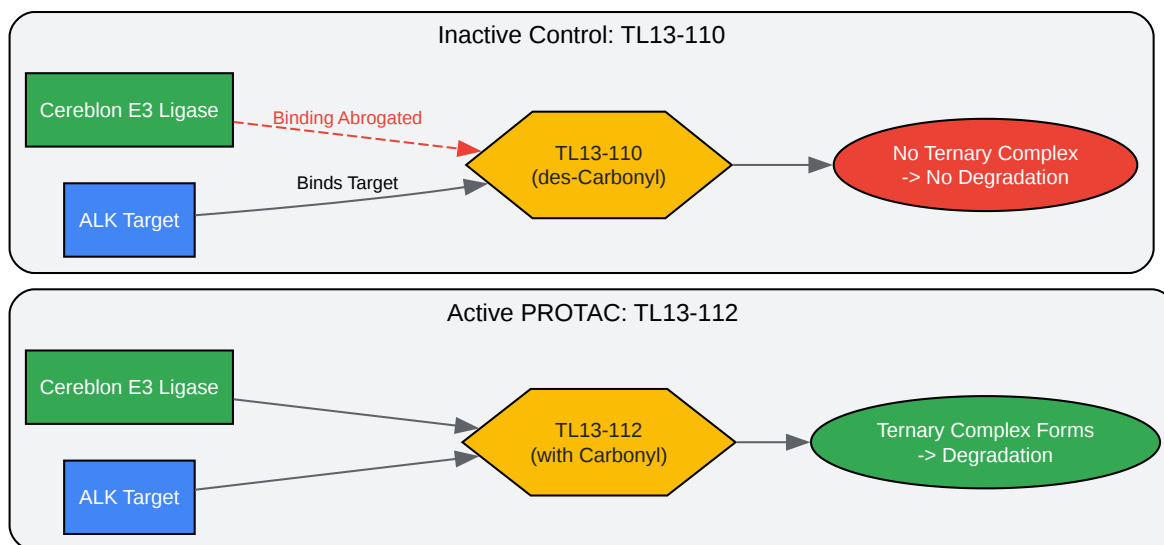 Inactive Control: TL13-110
Cereblon E3 Ligase
Binding Abrogated
TL13-110
(des-Carbonyl)
No Ternary Complex
-> No Degradation
Binds Target
ALK Target
Active PROTAC: TL13-112
Cereblon E3 Ligase
TL13-112
(with Carbonyl)
Ternary Complex Forms
-> Degradation
ALK Target